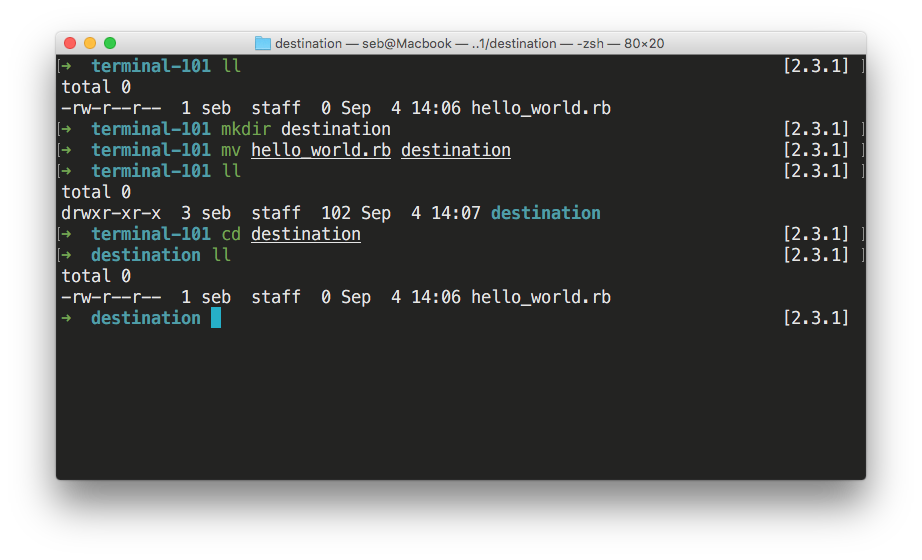 destination — seb@Macbook — ..1/destination — -zsh — 80×20
[➜  terminal-101 ll [2.3.1] ]
total 0
-rw-r--r--  1 seb  staff  0 Sep  4 14:06 hello_world.rb
[➜  terminal-101 mkdir destination [2.3.1] ]
[➜  terminal-101 mv hello_world.rb destination [2.3.1] ]
[➜  terminal-101 ll [2.3.1] ]
total 0
drwxr-xr-x  3 seb  staff  102 Sep  4 14:07 destination
[➜  terminal-101 cd destination [2.3.1] ]
[➜  destination ll [2.3.1] ]
total 0
-rw-r--r--  1 seb  staff  0 Sep  4 14:06 hello_world.rb
➜  destination [2.3.1]